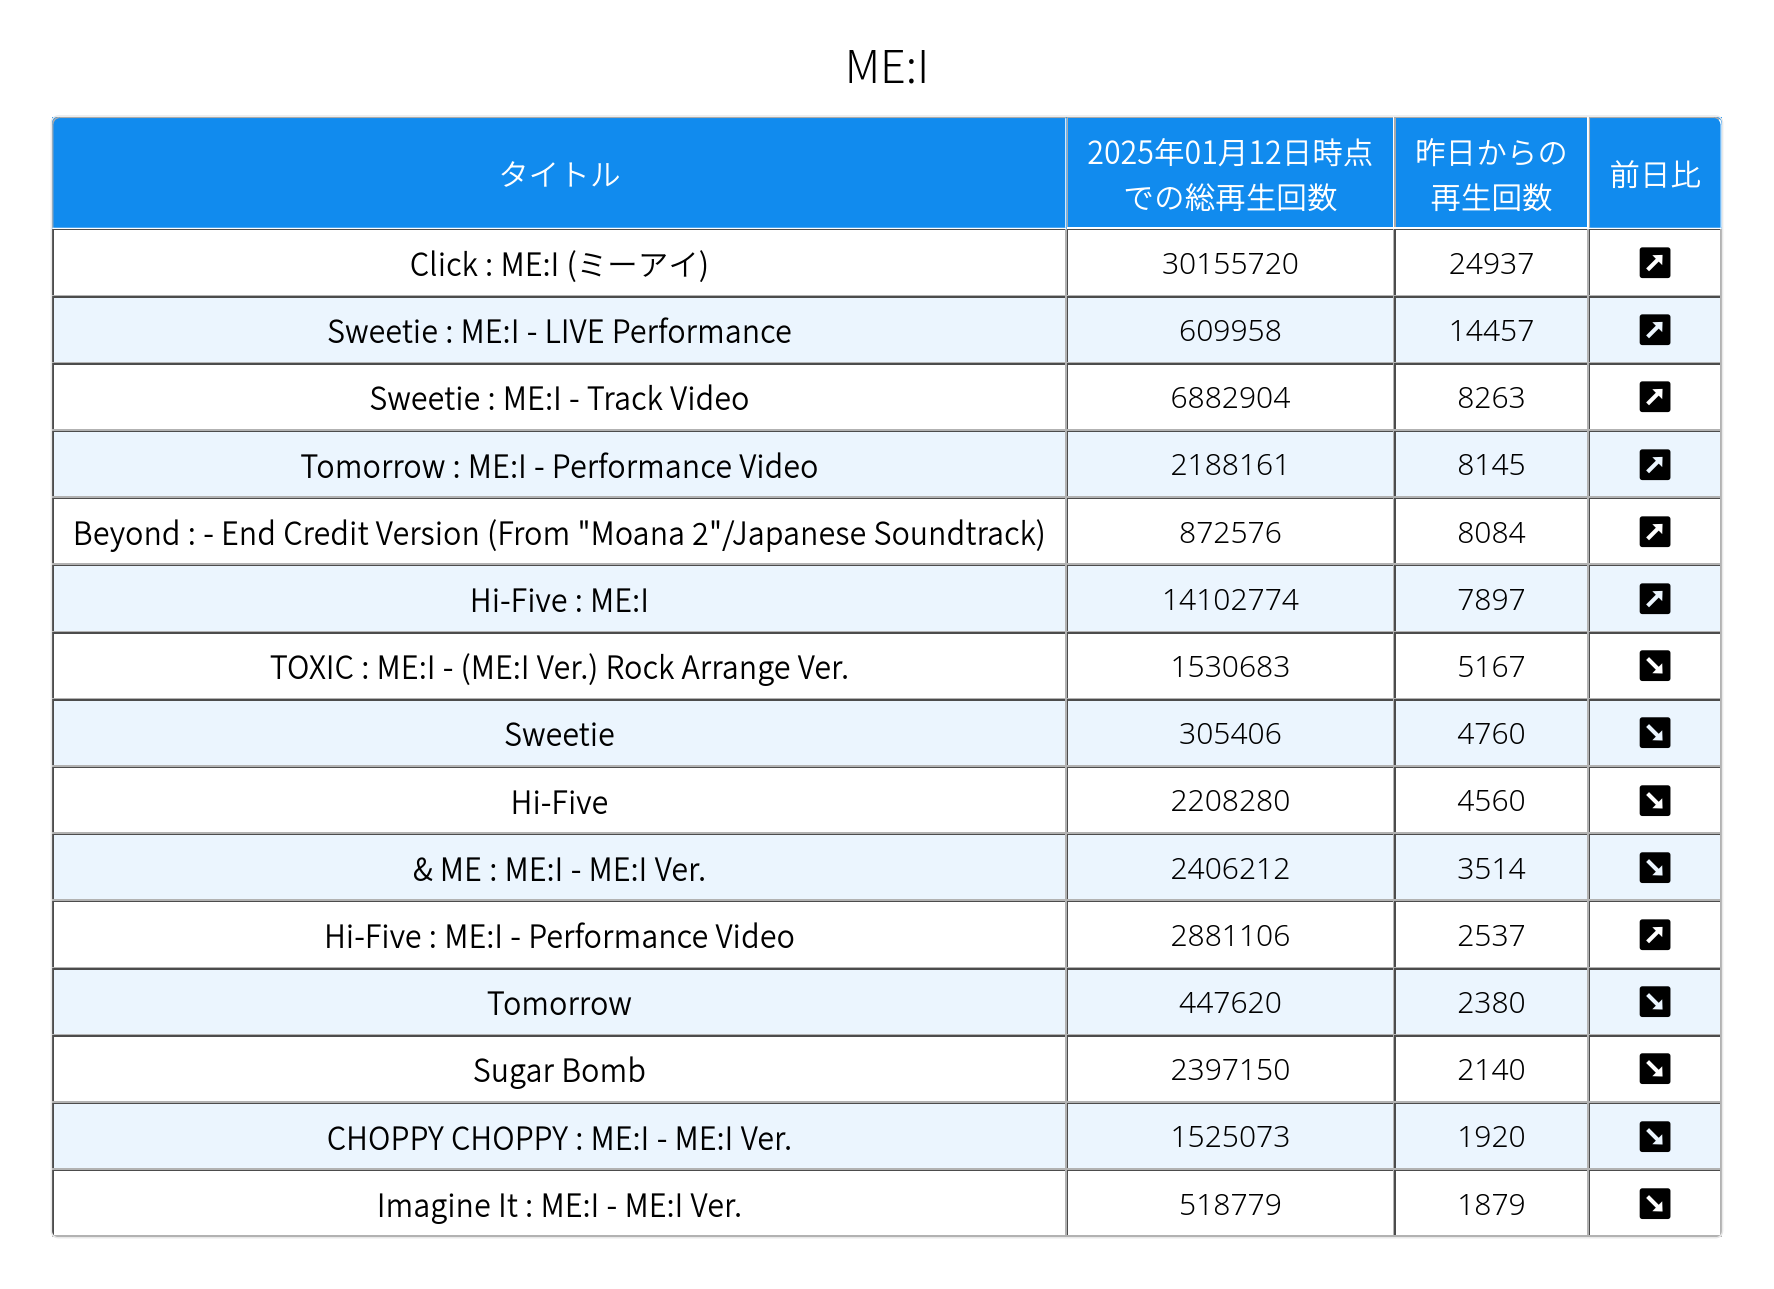 ME:I
タイトル
2025年01月12日時点
での総再生回数
昨日からの
再生回数
前日比
Click : ME:I (ミーアイ) 30155720 24937
Sweetie : ME:I - LIVE Performance 609958 14457
Sweetie : ME:I - Track Video 6882904 8263
Tomorrow : ME:I - Performance Video 2188161 8145
Beyond : - End Credit Version (From "Moana 2"/Japanese Soundtrack) 872576 8084
Hi-Five : ME:I 14102774 7897
TOXIC : ME:I - (ME:I Ver.) Rock Arrange Ver. 1530683 5167
Sweetie 305406 4760
Hi-Five 2208280 4560
& ME : ME:I - ME:I Ver. 2406212 3514
Hi-Five : ME:I - Performance Video 2881106 2537
Tomorrow 447620 2380
Sugar Bomb 2397150 2140
CHOPPY CHOPPY : ME:I - ME:I Ver. 1525073 1920
Imagine It : ME:I - ME:I Ver. 518779 1879